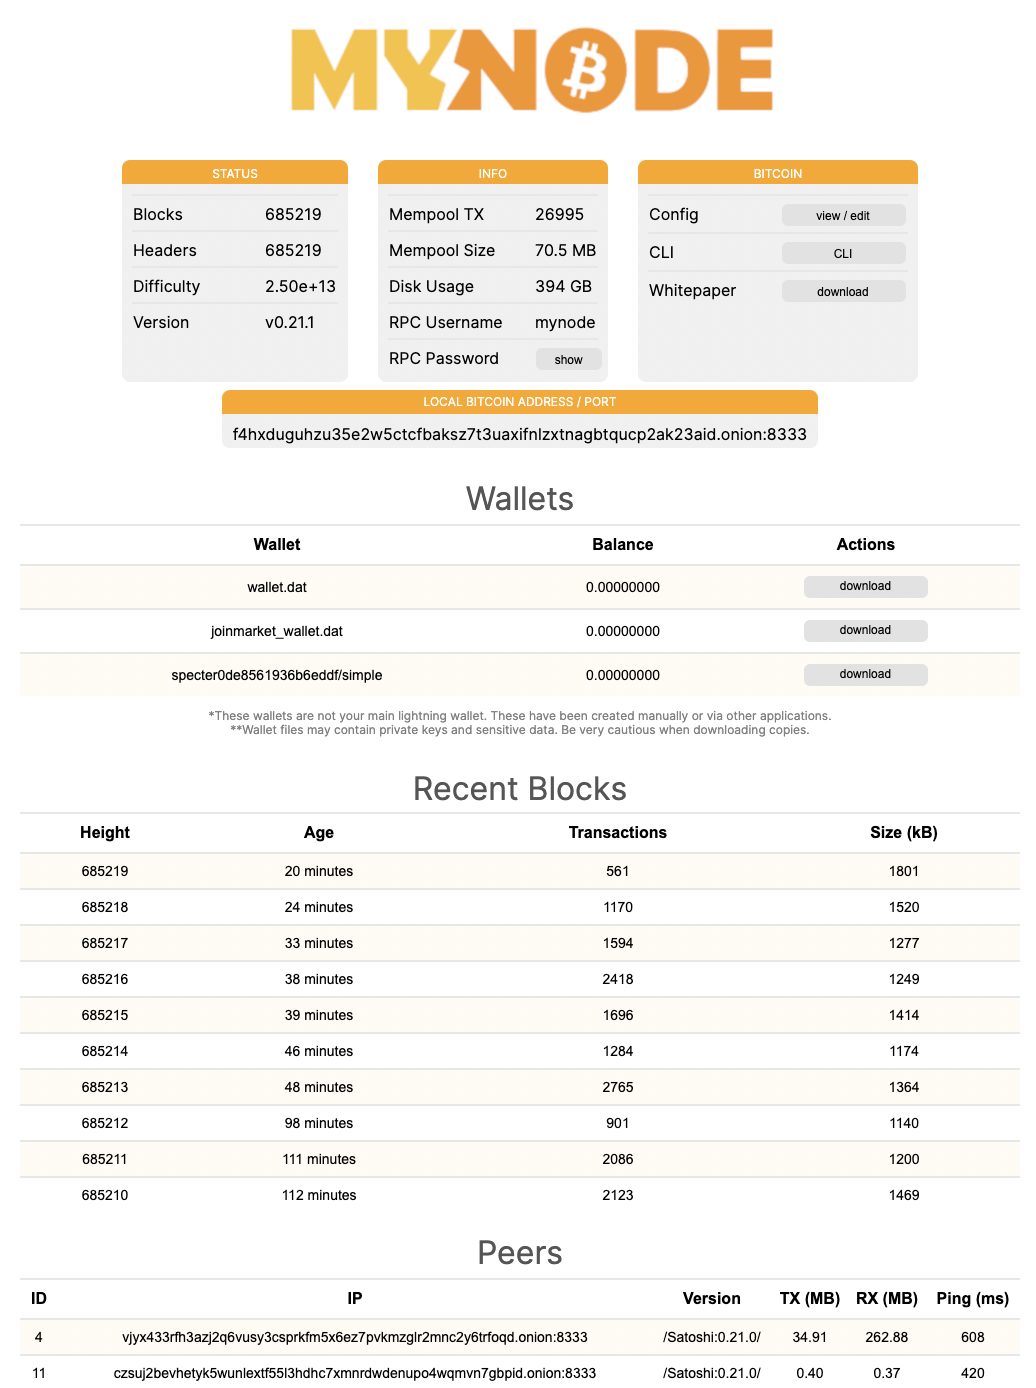 MYNODE
STATUS
Blocks 685219
Headers 685219
Difficulty 2.50e+13
Version v0.21.1
INFO
Mempool TX 26995
Mempool Size 70.5 MB
Disk Usage 394 GB
RPC Username mynode
RPC Password show
BITCOIN
Config view / edit
CLI CLI
Whitepaper download
LOCAL BITCOIN ADDRESS / PORT
f4hxduguhzu35e2w5ctcfbaksz7t3uaxifnlzxtnagbtqucp2ak23aid.onion:8333
Wallets
Wallet Balance Actions
wallet.dat 0.00000000 download
joinmarket_wallet.dat 0.00000000 download
specter0de8561936b6eddf/simple 0.00000000 download
*These wallets are not your main lightning wallet. These have been created manually or via other applications.
**Wallet files may contain private keys and sensitive data. Be very cautious when downloading copies.
Recent Blocks
Height Age Transactions Size (kB)
685219 20 minutes 561 1801
685218 24 minutes 1170 1520
685217 33 minutes 1594 1277
685216 38 minutes 2418 1249
685215 39 minutes 1696 1414
685214 46 minutes 1284 1174
685213 48 minutes 2765 1364
685212 98 minutes 901 1140
685211 111 minutes 2086 1200
685210 112 minutes 2123 1469
Peers
ID IP Version TX (MB) RX (MB) Ping (ms)
4 vjyx433rfh3azj2q6vusy3csprkfm5x6ez7pvkmzglr2mnc2y6trfoqd.onion:8333 /Satoshi:0.21.0/ 34.91 262.88 608
11 czsuj2bevhetyk5wunlextf55l3hdhc7xmnrdwdenupo4wqmvn7gbpid.onion:8333 /Satoshi:0.21.0/ 0.40 0.37 420